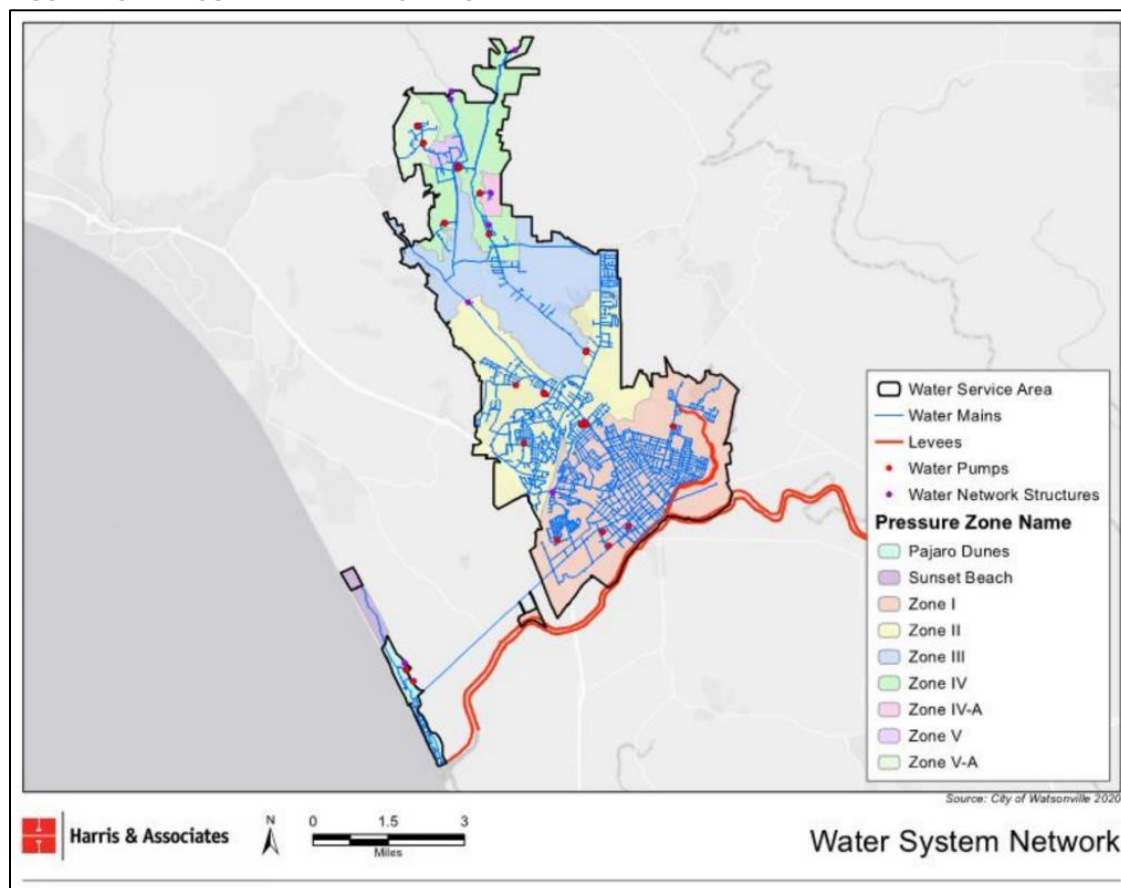 Water Service Area
Water Mains
Levees
Water Pumps
Water Network Structures
Pressure Zone Name
Pajaro Dunes
Sunset Beach
Zone I
Zone II
Zone III
Zone IV
Zone IV-A
Zone V
Zone V-A
Source: City of Watsonville 2020
Harris & Associates
N
0 1.5 3
Miles
Water System Network